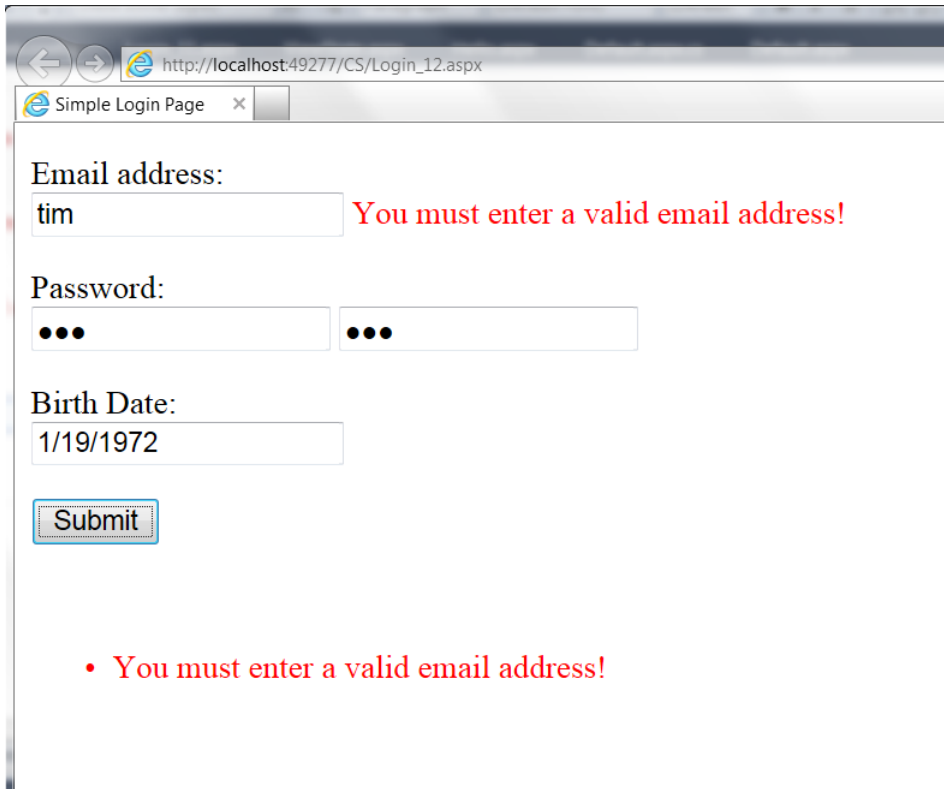 http://localhost:49277/CS/Login_12.aspx
Simple Login Page ×
Email address:
tim You must enter a valid email address!
Password:
●●● ●●●
Birth Date:
1/19/1972
Submit
• You must enter a valid email address!